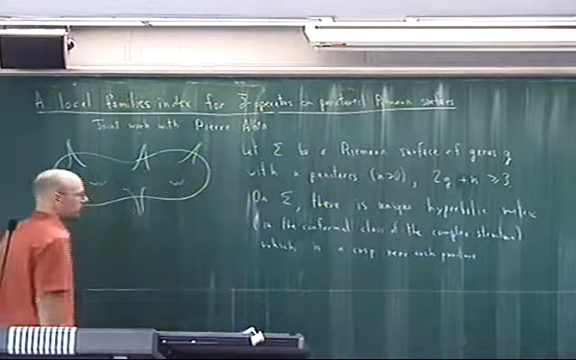 A local families index for ∂̄-operators on punctured Riemann surfaces
Joint work with Pierre Albin
Let Σ be a Riemann surface of genus g
with n punctures (n>0), 2g + n ≥ 3.
On Σ, there is unique hyperbolic metric
(in the conformal class of the complex structure)
which is a cusp near each puncture